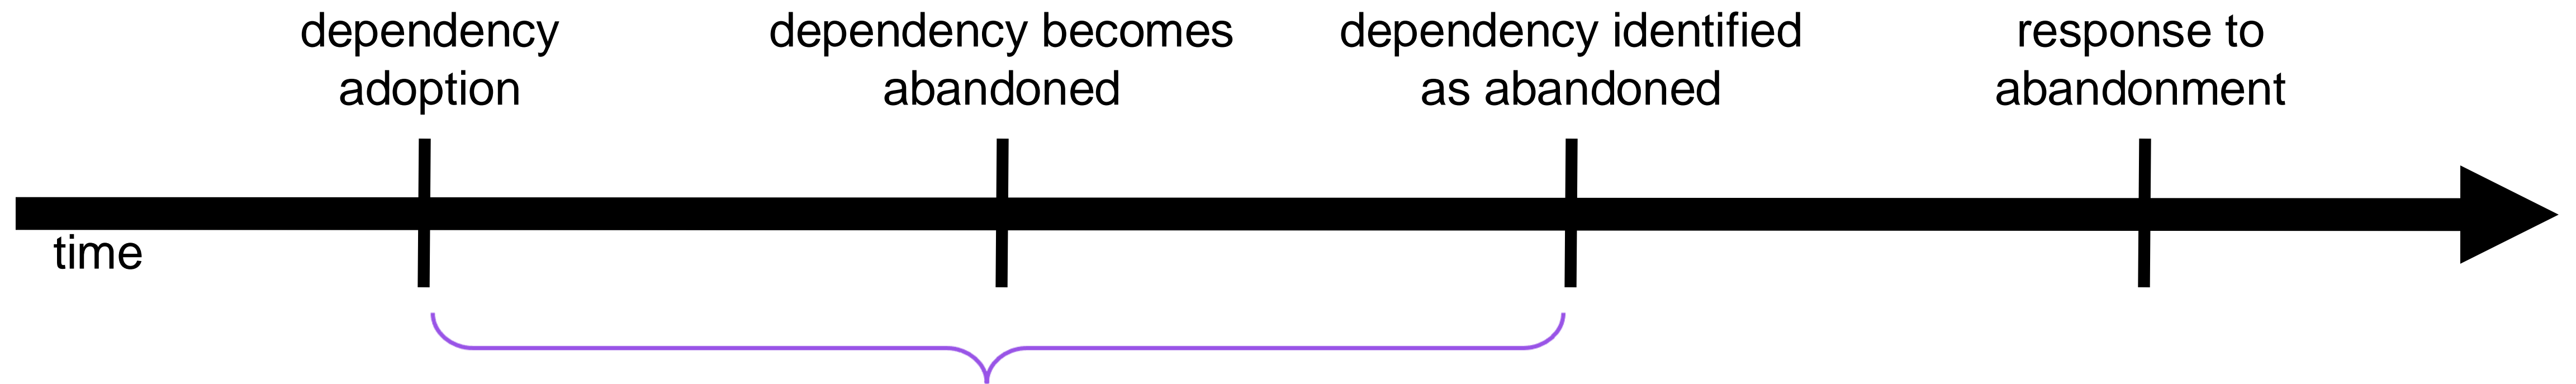 dependency
adoption
dependency becomes
abandoned
dependency identified
as abandoned
response to
abandonment
time